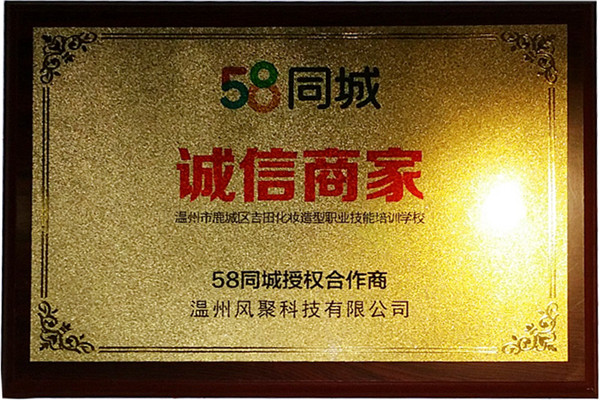 58同城
诚信商家
温州市鹿城区吉田化妆造型职业技能培训学校
58同城授权合作商
温州风聚科技有限公司